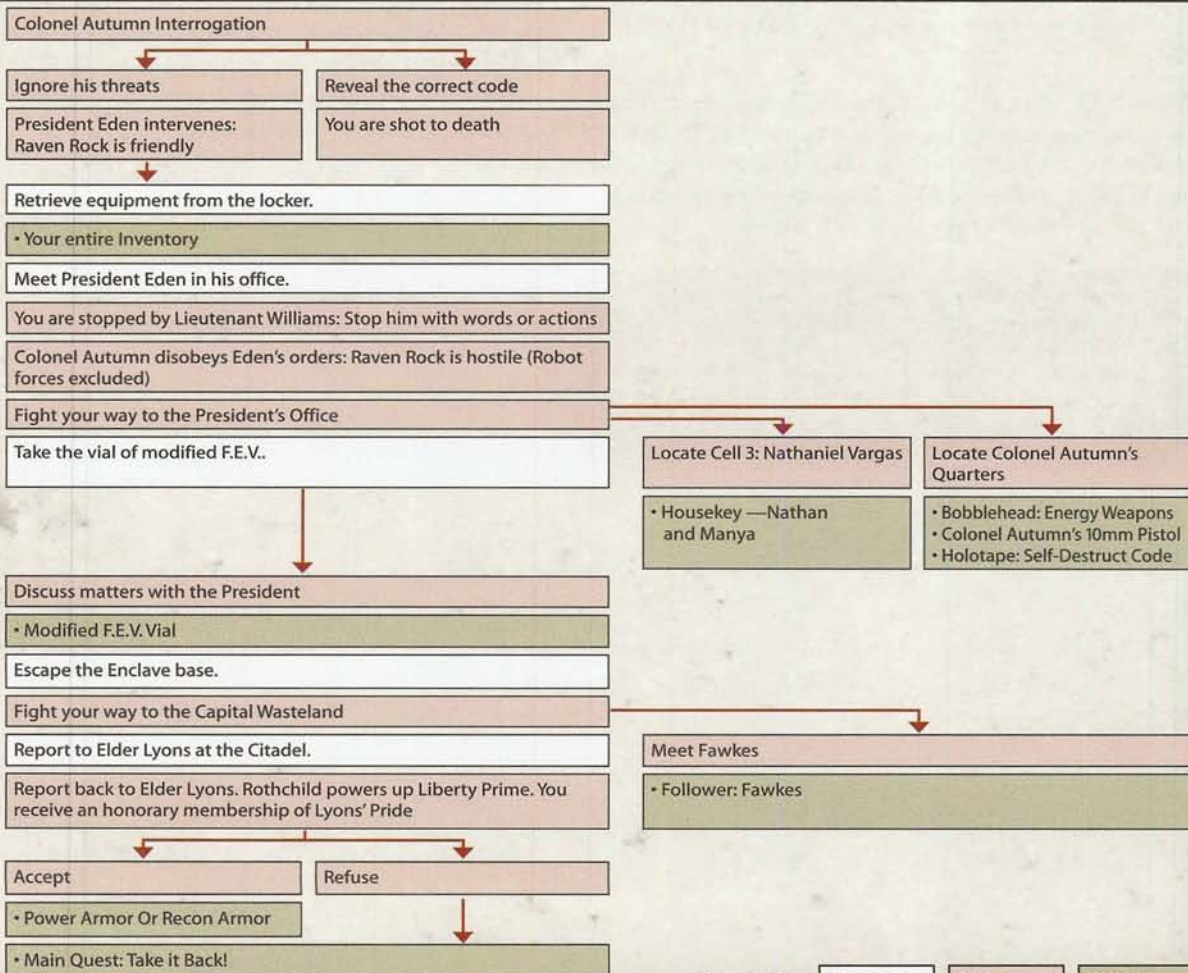 Colonel Autumn Interrogation
Ignore his threats
Reveal the correct code
President Eden intervenes:
Raven Rock is friendly
You are shot to death
Retrieve equipment from the locker.
• Your entire Inventory
Meet President Eden in his office.
You are stopped by Lieutenant Williams: Stop him with words or actions
Colonel Autumn disobeys Eden's orders: Raven Rock is hostile (Robot
forces excluded)
Fight your way to the President's Office
Take the vial of modified F.E.V..
Locate Cell 3: Nathaniel Vargas
• Housekey —Nathan
and Manya
Locate Colonel Autumn's
Quarters
• Bobblehead: Energy Weapons
• Colonel Autumn's 10mm Pistol
• Holotape: Self-Destruct Code
Discuss matters with the President
• Modified F.E.V. Vial
Escape the Enclave base.
Fight your way to the Capital Wasteland
Meet Fawkes
• Follower: Fawkes
Report to Elder Lyons at the Citadel.
Report back to Elder Lyons. Rothchild powers up Liberty Prime. You
receive an honorary membership of Lyons' Pride
Accept
Refuse
• Power Armor Or Recon Armor
• Main Quest: Take it Back!